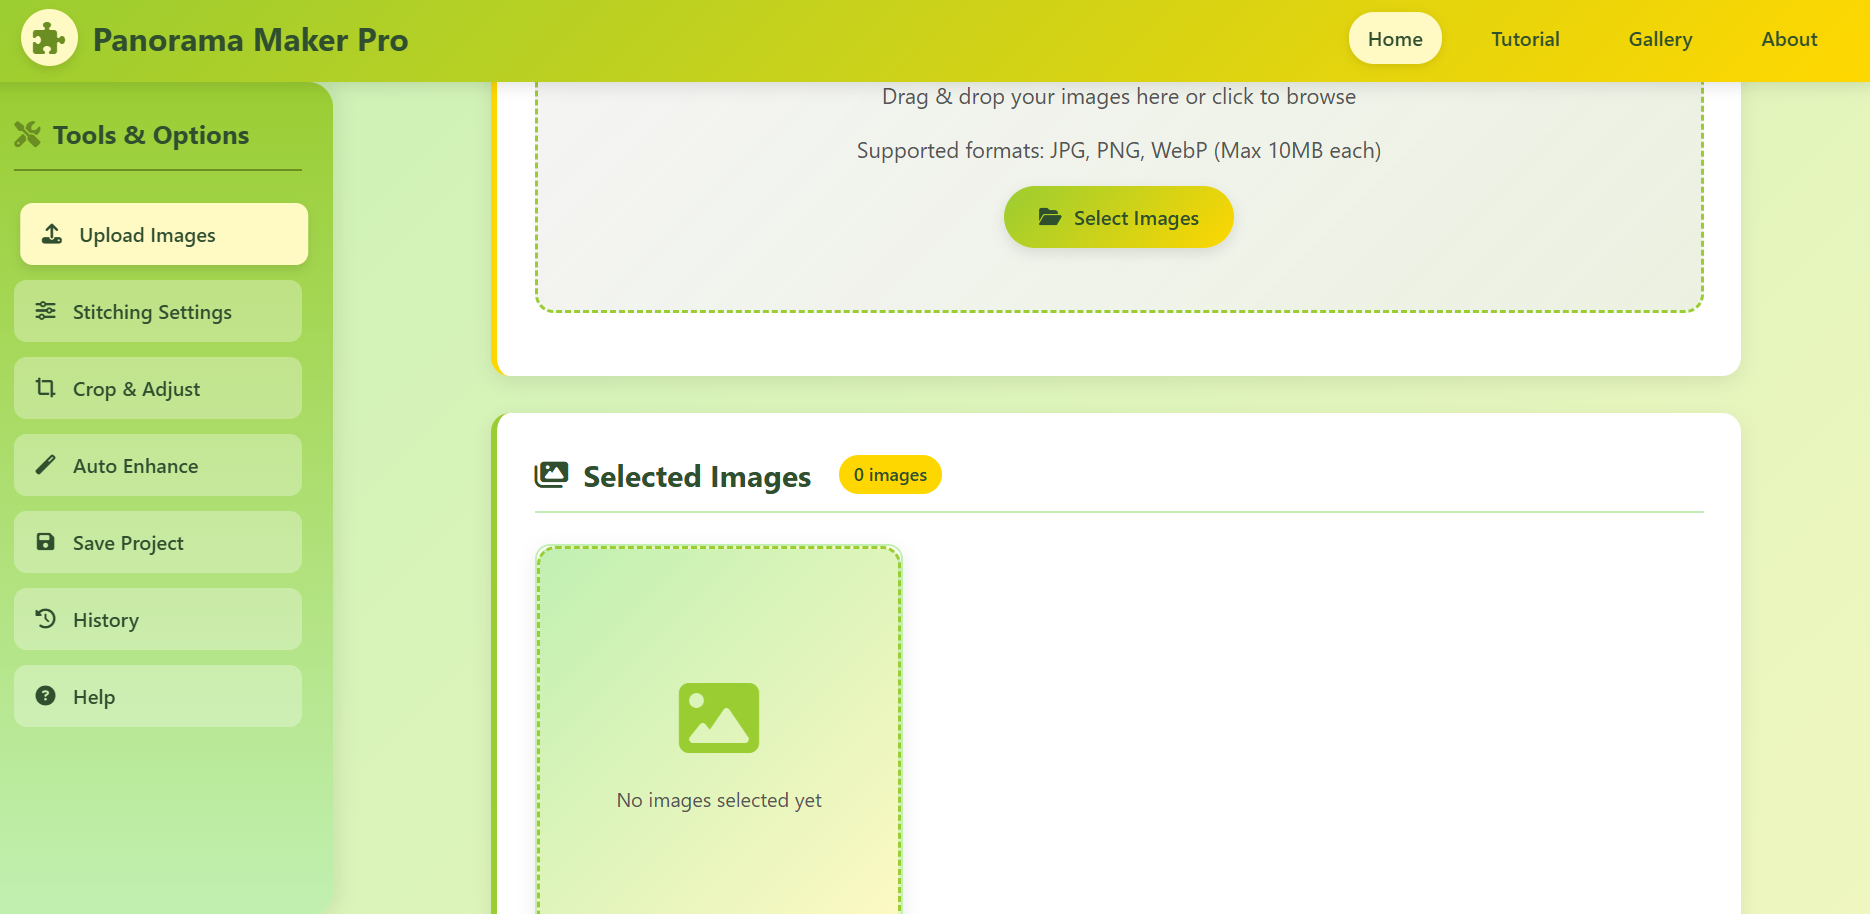 Panorama Maker Pro
Home
Tutorial
Gallery
About
Tools & Options
Upload Images
Stitching Settings
Crop & Adjust
Auto Enhance
Save Project
History
Help
Drag & drop your images here or click to browse
Supported formats: JPG, PNG, WebP (Max 10MB each)
Select Images
Selected Images
0 images
No images selected yet